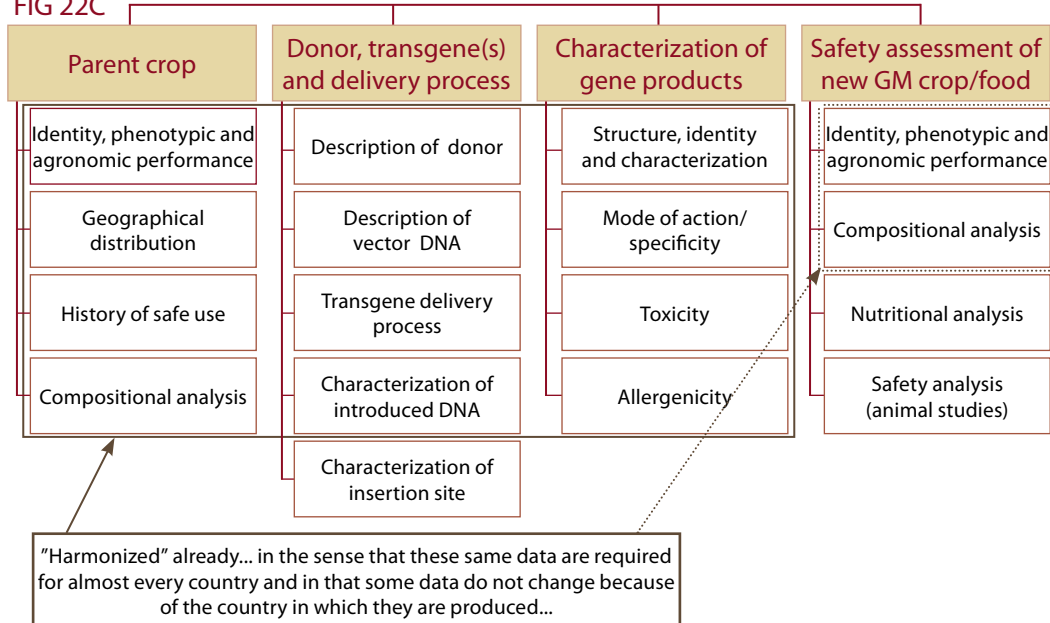 FIG 22C
Parent crop
Identity, phenotypic and
agronomic performance
Geographical
distribution
History of safe use
Compositional analysis
Donor, transgene(s)
and delivery process
Description of donor
Description of
vector DNA
Transgene delivery
process
Characterization of
introduced DNA
Characterization of
insertion site
Characterization of
gene products
Structure, identity
and characterization
Mode of action/
specificity
Toxicity
Allergenicity
Safety assessment of
new GM crop/food
Identity, phenotypic and
agronomic performance
Compositional analysis
Nutritional analysis
Safety analysis
(animal studies)
”Harmonized” already... in the sense that these same data are required
for almost every country and in that some data do not change because
of the country in which they are produced...